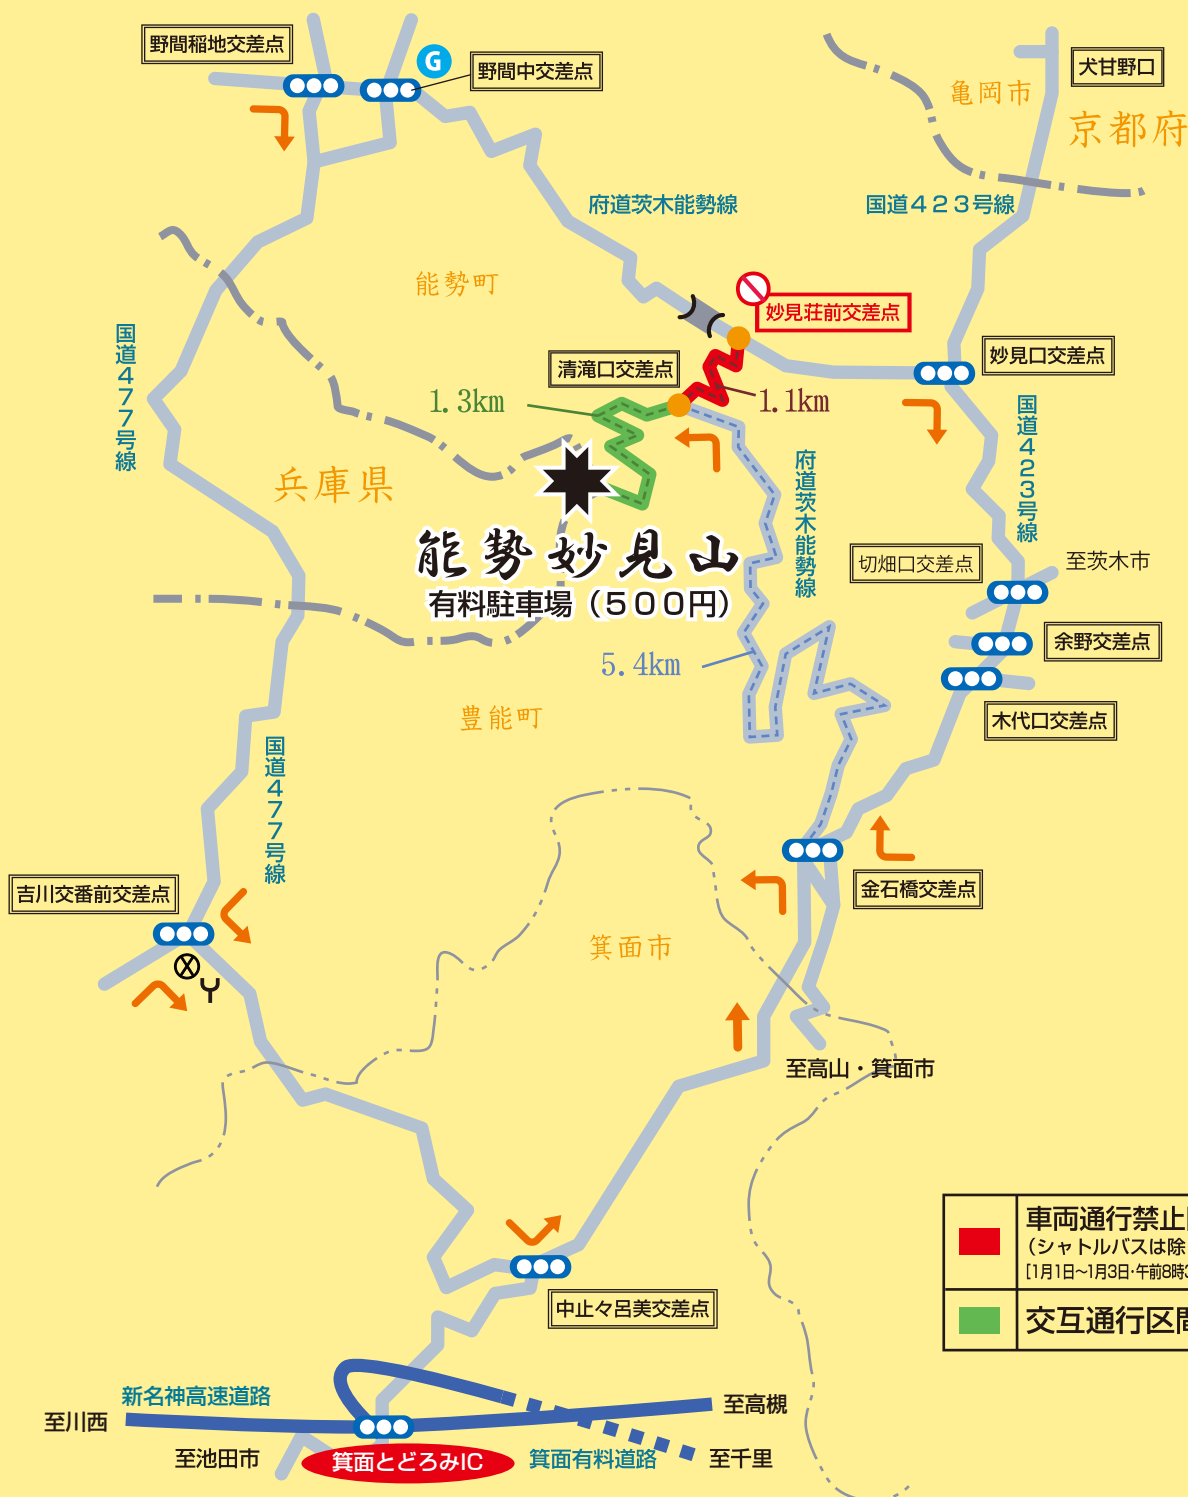 野間稲地交差点
G
野間中交差点
犬甘野口
亀岡市
京都府
府道茨木能勢線
国道423号線
能勢町
妙見荘前交差点
国道477号線
清滝口交差点
妙見口交差点
1.3km
1.1km
国道423号線
兵庫県
府道茨木能勢線
能勢妙見山
有料駐車場（500円）
切畑口交差点
至茨木市
余野交差点
5.4km
木代口交差点
豊能町
国道477号線
吉川交番前交差点
金石橋交差点
箕面市
至高山・箕面市
車両通行禁止
（シャトルバスは除
[1月1日～1月3日・午前8時
交互通行区間
中止々呂美交差点
新名神高速道路
至川西
至高槻
至池田市
箕面とどろみIC
箕面有料道路
至千里